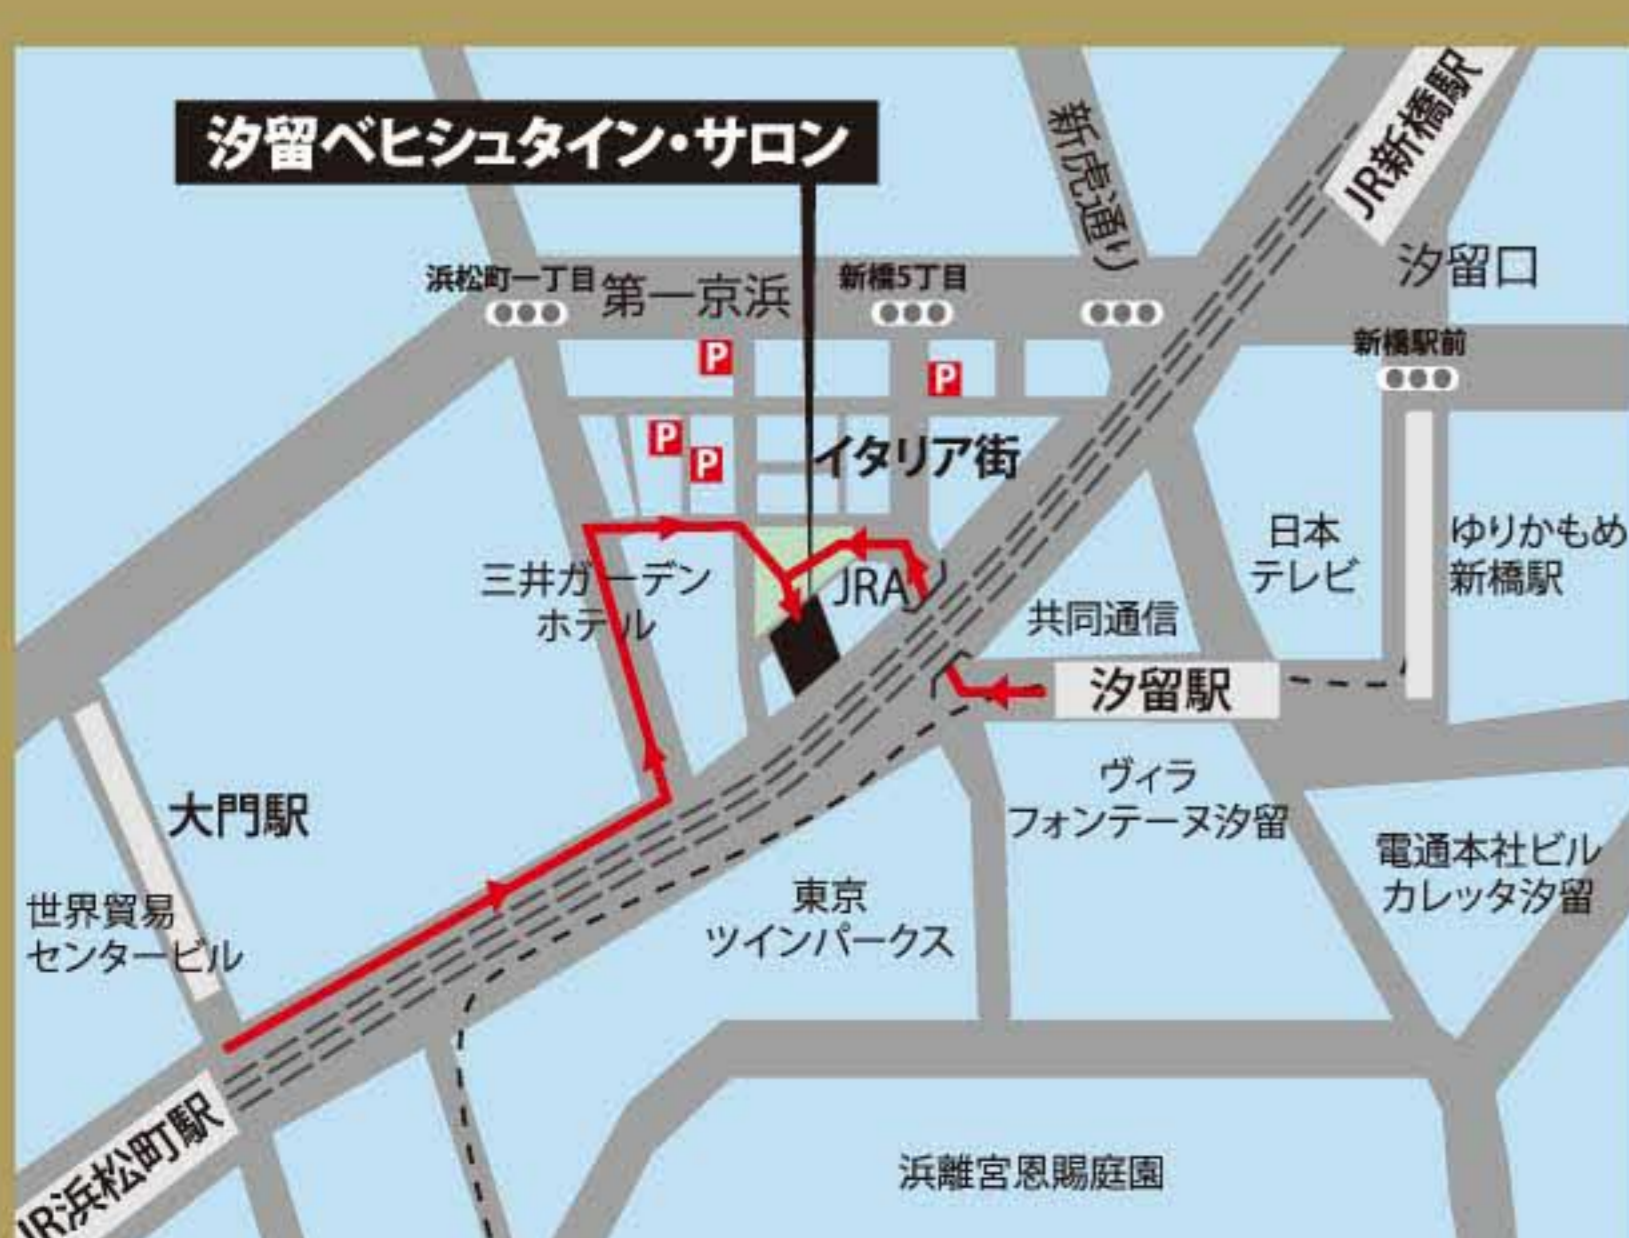 汐留ベヒシュタイン・サロン
新虎通り
JR新橋駅
汐留口
浜松町一丁目
第一京浜
新橋5丁目
新橋駅前
P
P
P
P
イタリア街
三井ガーデン
ホテル
JRA
日本
テレビ
ゆりかもめ
新橋駅
共同通信
汐留駅
ヴィラ
フォンテーヌ汐留
大門駅
電通本社ビル
カレッタ汐留
世界貿易
センタービル
東京
ツインパークス
JR浜松町駅
浜離宮恩賜庭園